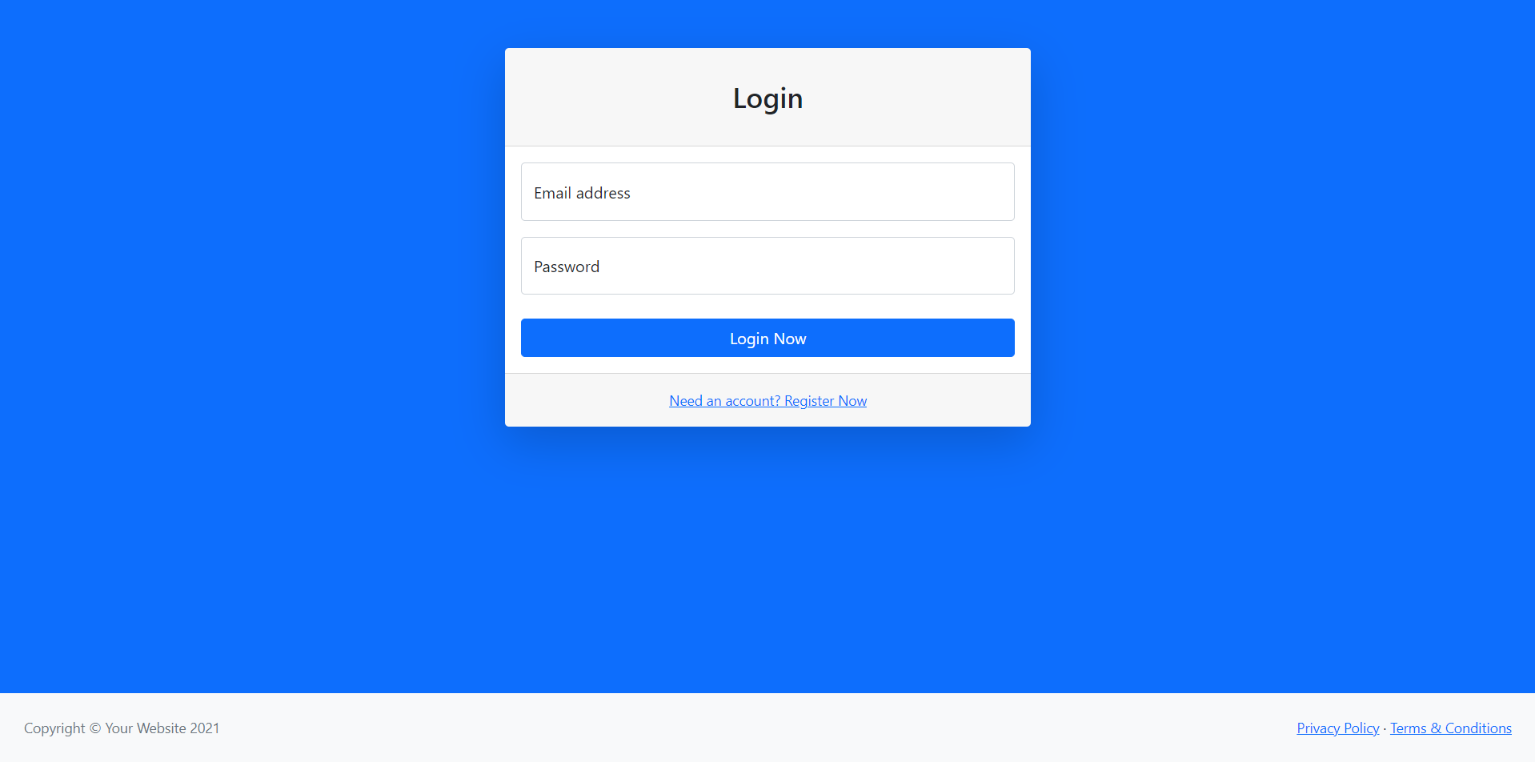 Login
Email address
Password
Login Now
Need an account? Register Now
Copyright © Your Website 2021
Privacy Policy · Terms & Conditions